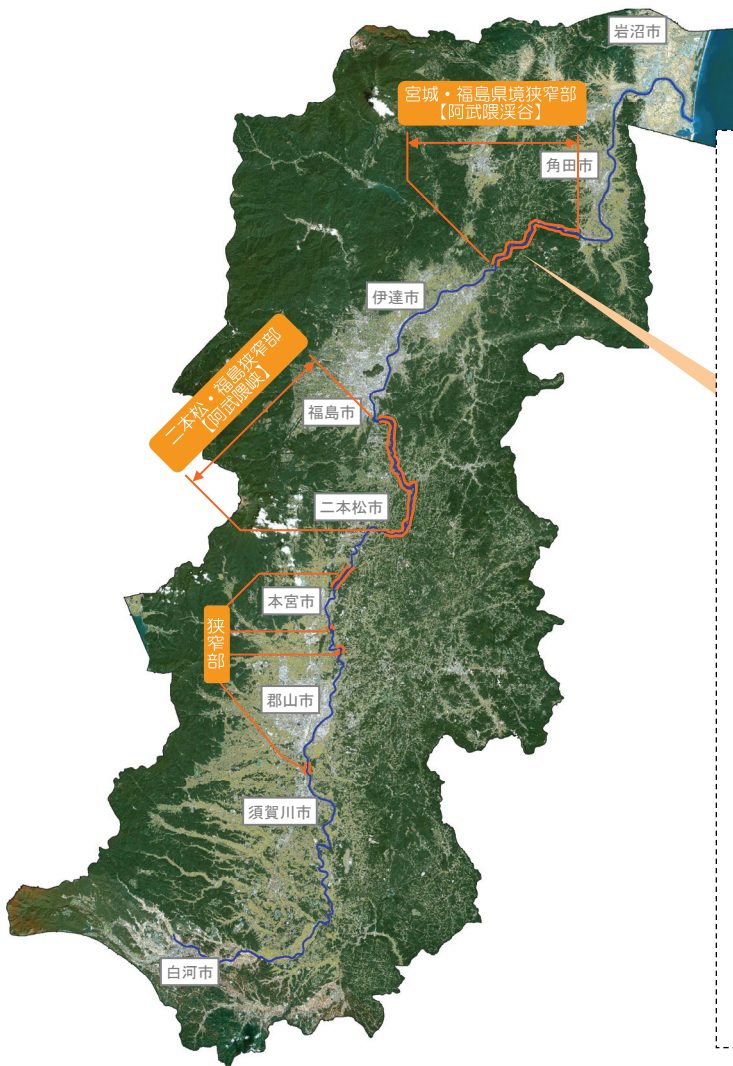 岩沼市
宮城・福島県境狭窄部
【阿武隈渓谷】
角田市
伊達市
二本松・福島狭窄部
【阿武隈峡】
福島市
二本松市
本宮市
狭窄部
郡山市
須賀川市
白河市